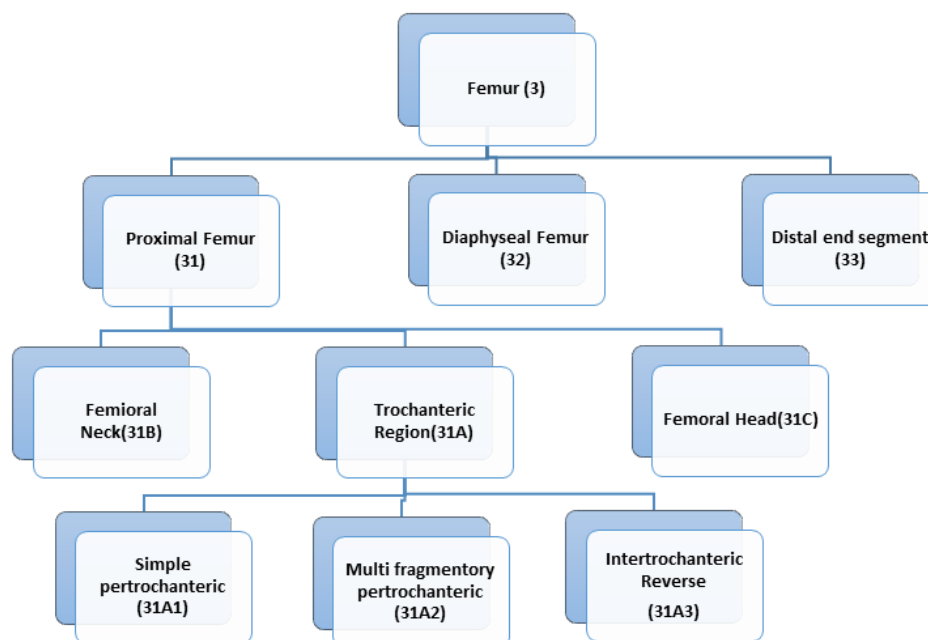 Femur (3)
Proximal Femur
(31)
Diaphyseal Femur
(32)
Distal end segment
(33)
Femioral
Neck(31B)
Trochanteric
Region(31A)
Femoral Head(31C)
Simple
pertrochanteric
(31A1)
Multi fragmentory
pertrochanteric
(31A2)
Intertrochanteric
Reverse
(31A3)